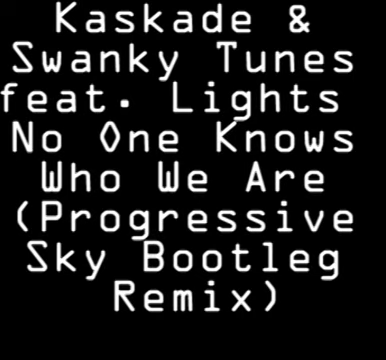 Kaskade &
Swanky Tunes
feat. Lights
No One Knows
Who We Are
(Progressive
Sky Bootleg
Remix)